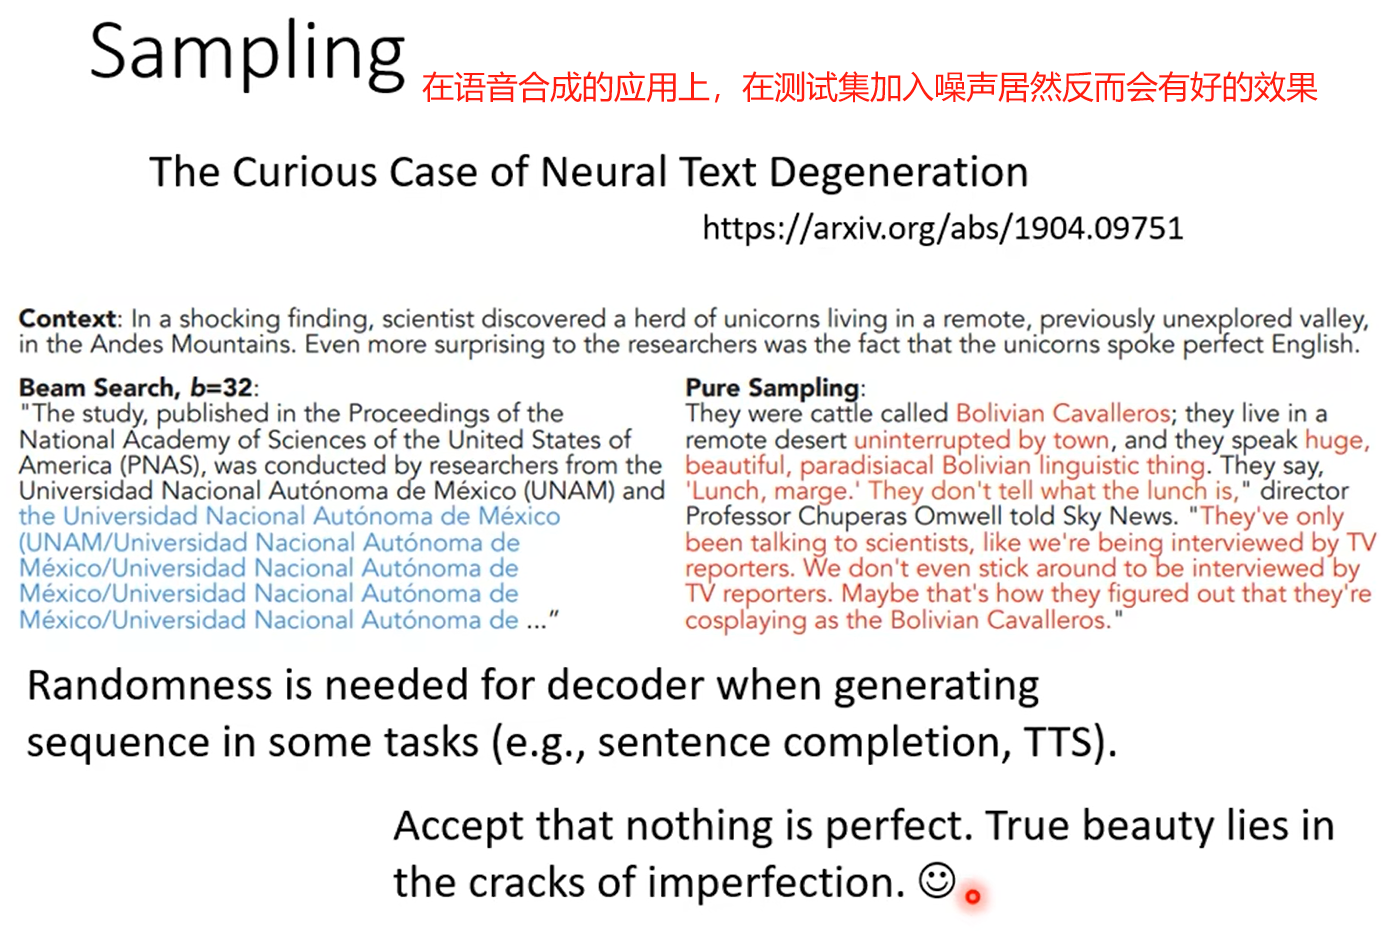 Sampling
在语音合成的应用上，在测试集加入噪声居然反而会有好的效果
The Curious Case of Neural Text Degeneration
https://arxiv.org/abs/1904.09751
Context: In a shocking finding, scientist discovered a herd of unicorns living in a remote, previously unexplored valley,
in the Andes Mountains. Even more surprising to the researchers was the fact that the unicorns spoke perfect English.
Beam Search, b=32:
"The study, published in the Proceedings of the
National Academy of Sciences of the United States of
America (PNAS), was conducted by researchers from the
Universidad Nacional Autónoma de México (UNAM) and
the Universidad Nacional Autónoma de México
(UNAM/Universidad Nacional Autónoma de
México/Universidad Nacional Autónoma de
México/Universidad Nacional Autónoma de
México/Universidad Nacional Autónoma de ...”
Pure Sampling:
They were cattle called Bolivian Cavalleros; they live in a
remote desert uninterrupted by town, and they speak huge,
beautiful, paradisiacal Bolivian linguistic thing. They say,
'Lunch, marge.' They don't tell what the lunch is," director
Professor Chuperas Omwell told Sky News. "They've only
been talking to scientists, like we're being interviewed by TV
reporters. We don't even stick around to be interviewed by
TV reporters. Maybe that's how they figured out that they're
cosplaying as the Bolivian Cavalleros."
Randomness is needed for decoder when generating
sequence in some tasks (e.g., sentence completion, TTS).
Accept that nothing is perfect. True beauty lies in
the cracks of imperfection. ☺